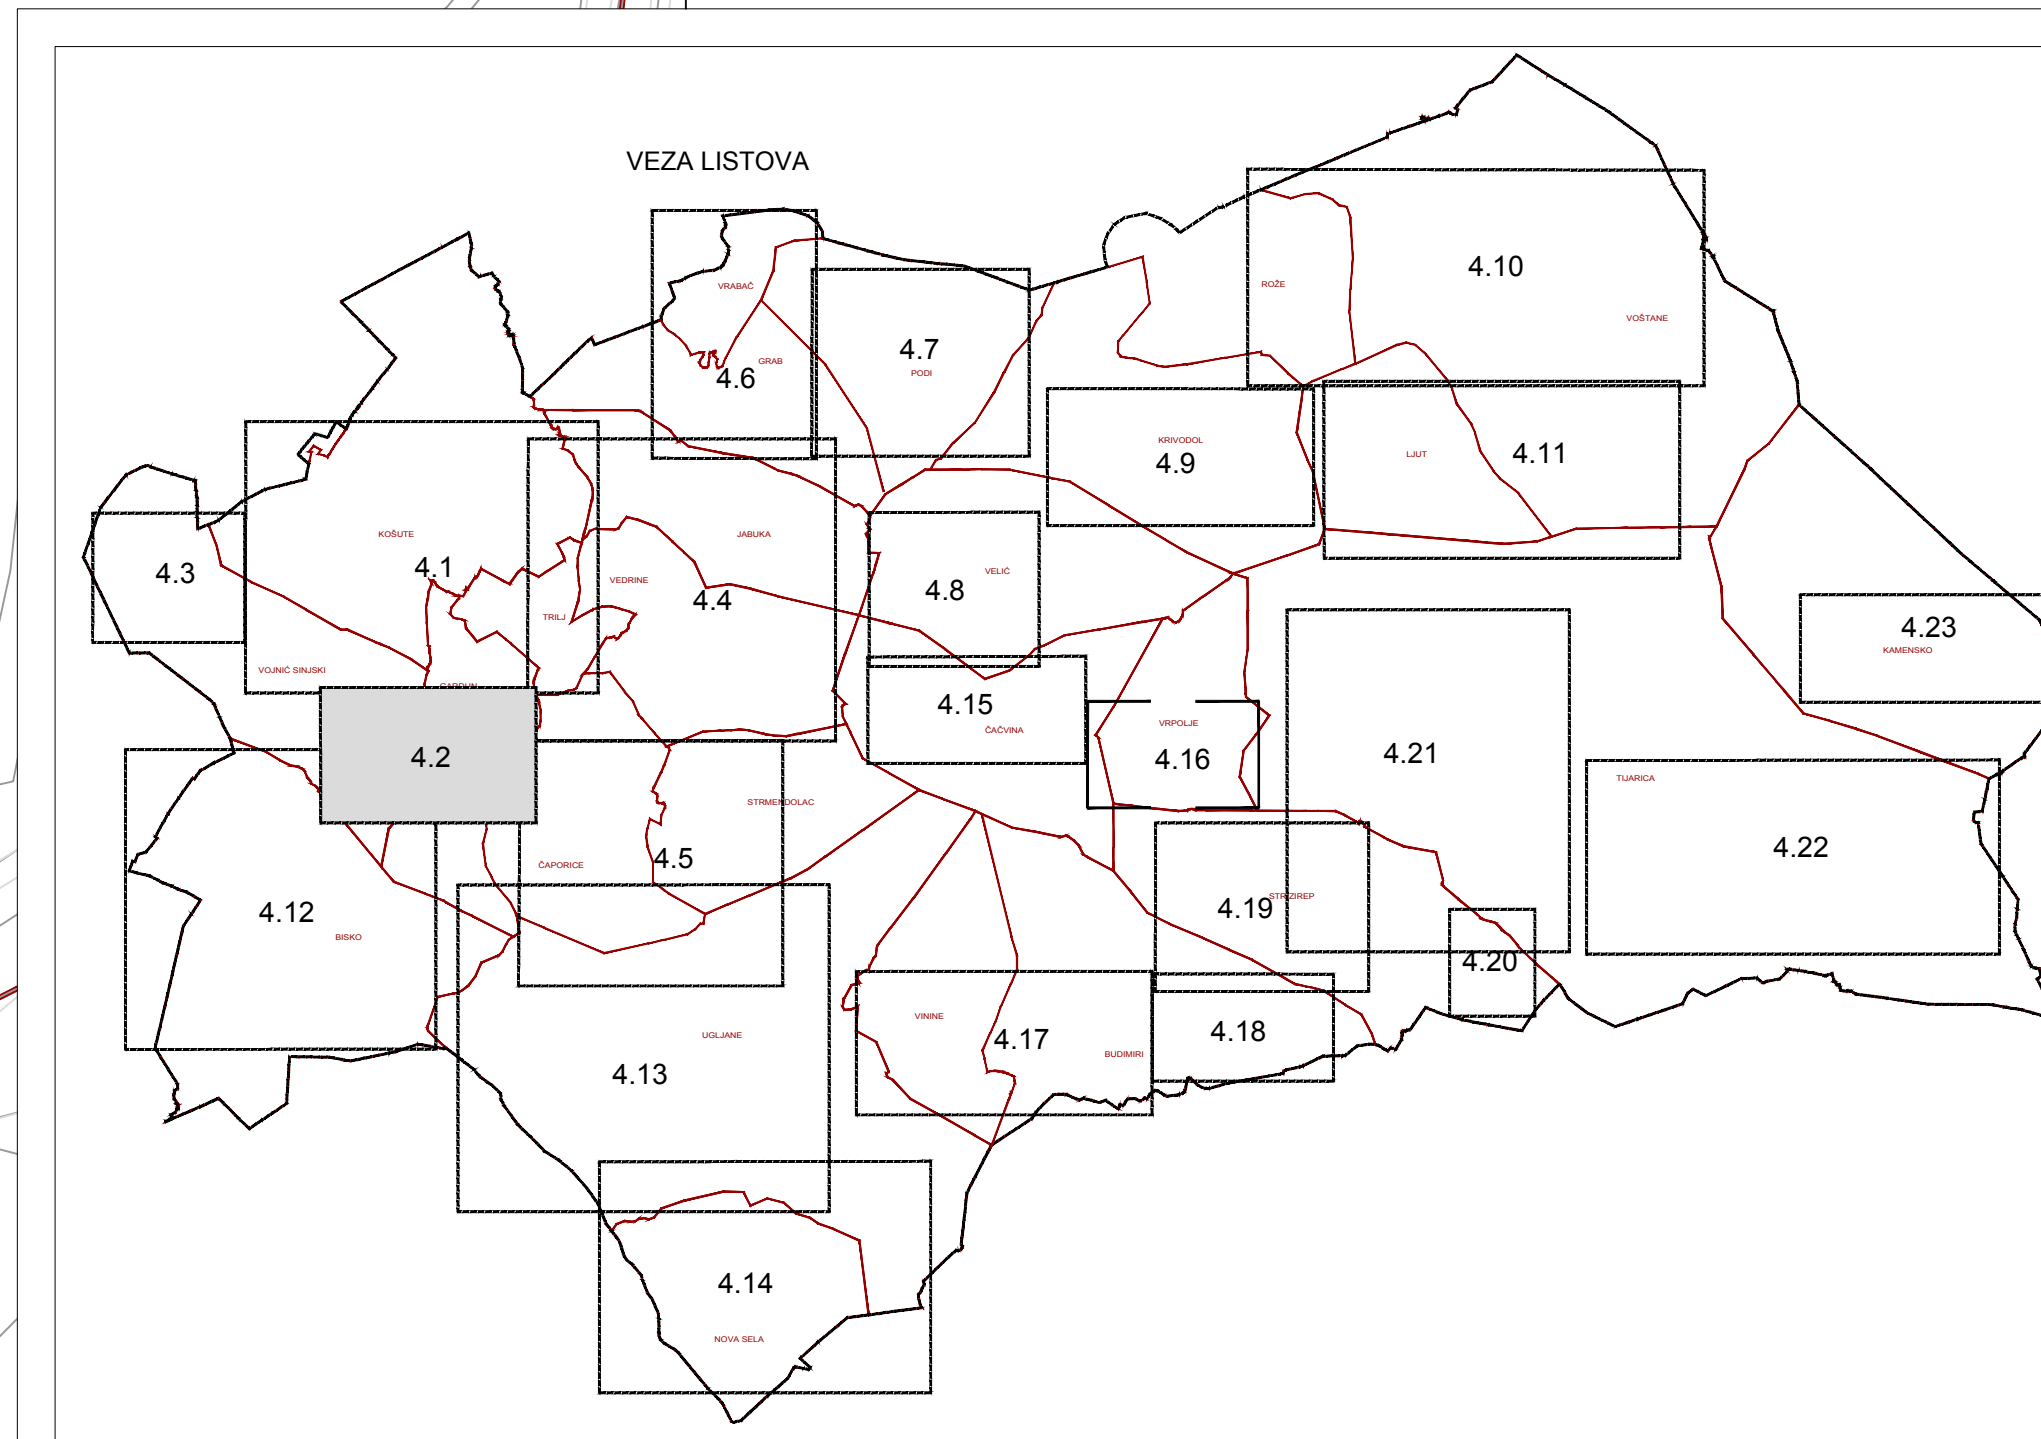 VEZA LISTOVA
4.10
ROŽE
VRABAČ
VOŠTANE
4.7
GRAB
PODI
4.6
KRIVODOL
4.9
LJUT
4.11
KOŠUTE
JABUKA
4.1
4.3
VELIĆ
VEDRINE
4.8
4.4
TRILJ
4.23
KAMENSKO
VOJNIĆ SINJSKI
GARDUN
4.15
ČAČVINA
VRPOLJE
4.2
4.16
4.21
TIJARICA
STRMENDOLAC
4.22
4.5
ČAPORICE
STRIZIREP
4.19
4.12
BISKO
4.20
VININE
UGLJANE
4.17
4.18
BUDIMIRI
4.13
4.14
NOVA SELA